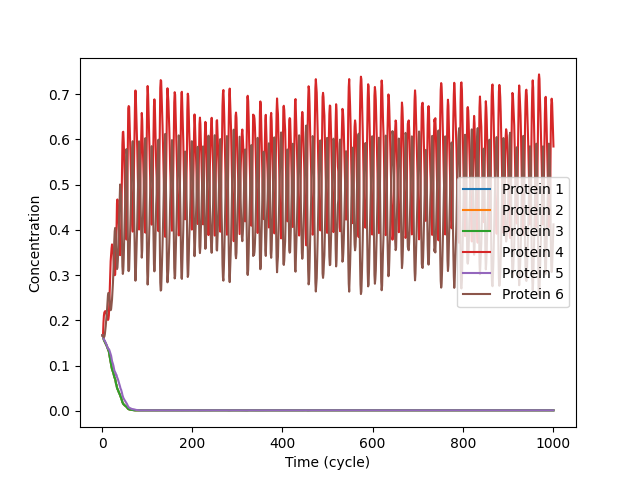 0.7
0.6
0.5
0.4
0.3
0.2
0.1
0.0
Concentration
0
200
400
600
800
1000
Time (cycle)
Protein 1
Protein 2
Protein 3
Protein 4
Protein 5
Protein 6